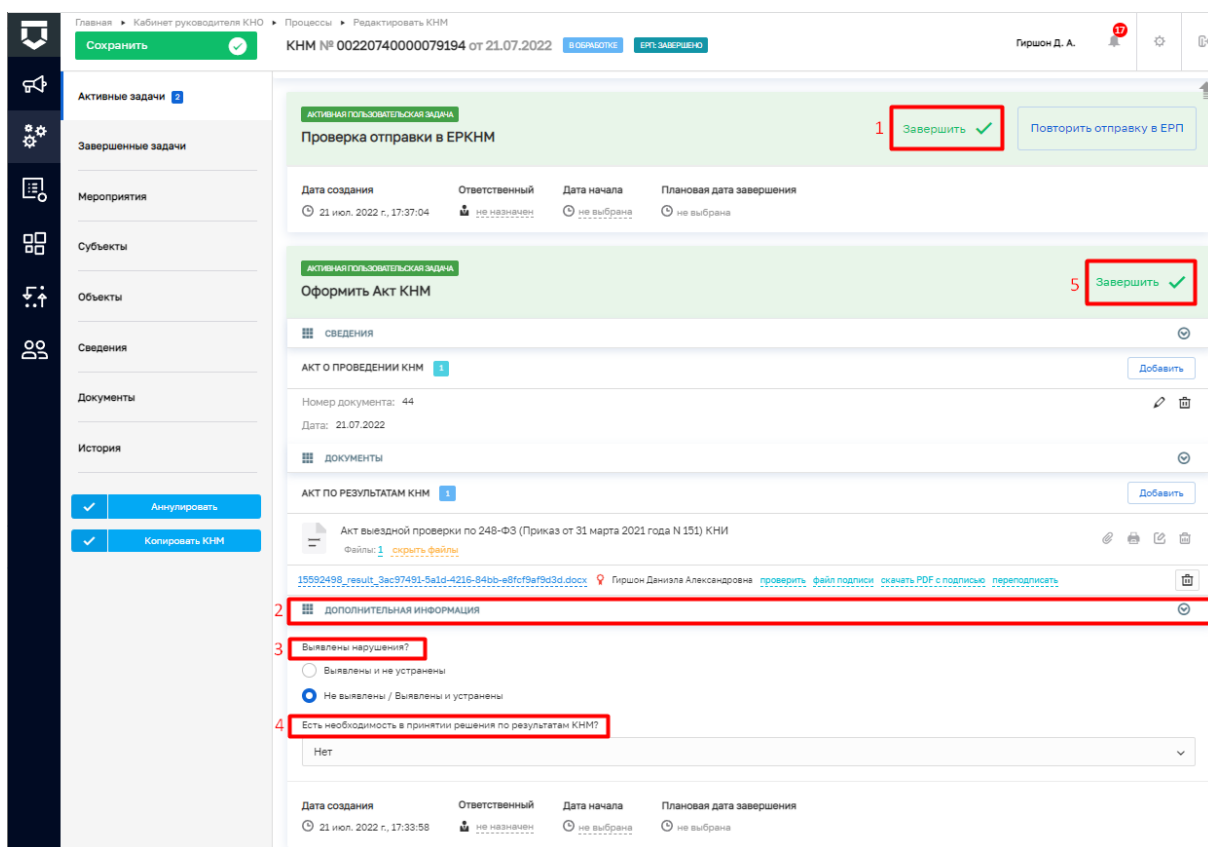 Главная ▸ Кабинет руководителя КНО ▸ Процессы ▸ Редактировать КНМ
Сохранить
КНМ № 00220740000079194 от 21.07.2022 В ОБРАБОТКЕ ЕРП: ЗАВЕРШЕНО
Гиршон Д. А.
17
Активные задачи 2
Завершенные задачи
Мероприятия
Субъекты
Объекты
Сведения
Документы
История
Аннулировать
Копировать КНМ
АКТИВНАЯ ПОЛЬЗОВАТЕЛЬСКАЯ ЗАДАЧА
Проверка отправки в ЕРКНМ
1 Завершить
Повторить отправку в ЕРП
Дата создания Ответственный Дата начала Плановая дата завершения
21 июл. 2022 г., 17:37:04 не назначен не выбрана не выбрана
АКТИВНАЯ ПОЛЬЗОВАТЕЛЬСКАЯ ЗАДАЧА
Оформить Акт КНМ
5 Завершить
СВЕДЕНИЯ
АКТ О ПРОВЕДЕНИИ КНМ 1 Добавить
Номер документа: 44
Дата: 21.07.2022
ДОКУМЕНТЫ
АКТ ПО РЕЗУЛЬТАТАМ КНМ 1 Добавить
Акт выездной проверки по 248-ФЗ (Приказ от 31 марта 2021 года N 151) КНИ
Файлы: 1 скрыть файлы
15592498_result_3ac97491-5a1d-4216-84bb-e8fcf9af9d3d.docx Гиршон Даниэла Александровна проверить файл подписи скачать PDF с подписью переподписать
2 ДОПОЛНИТЕЛЬНАЯ ИНФОРМАЦИЯ
3 Выявлены нарушения?
Выявлены и не устранены
Не выявлены / Выявлены и устранены
4 Есть необходимость в принятии решения по результатам КНМ?
Нет
Дата создания Ответственный Дата начала Плановая дата завершения
21 июл. 2022 г., 17:33:58 не назначен не выбрана не выбрана